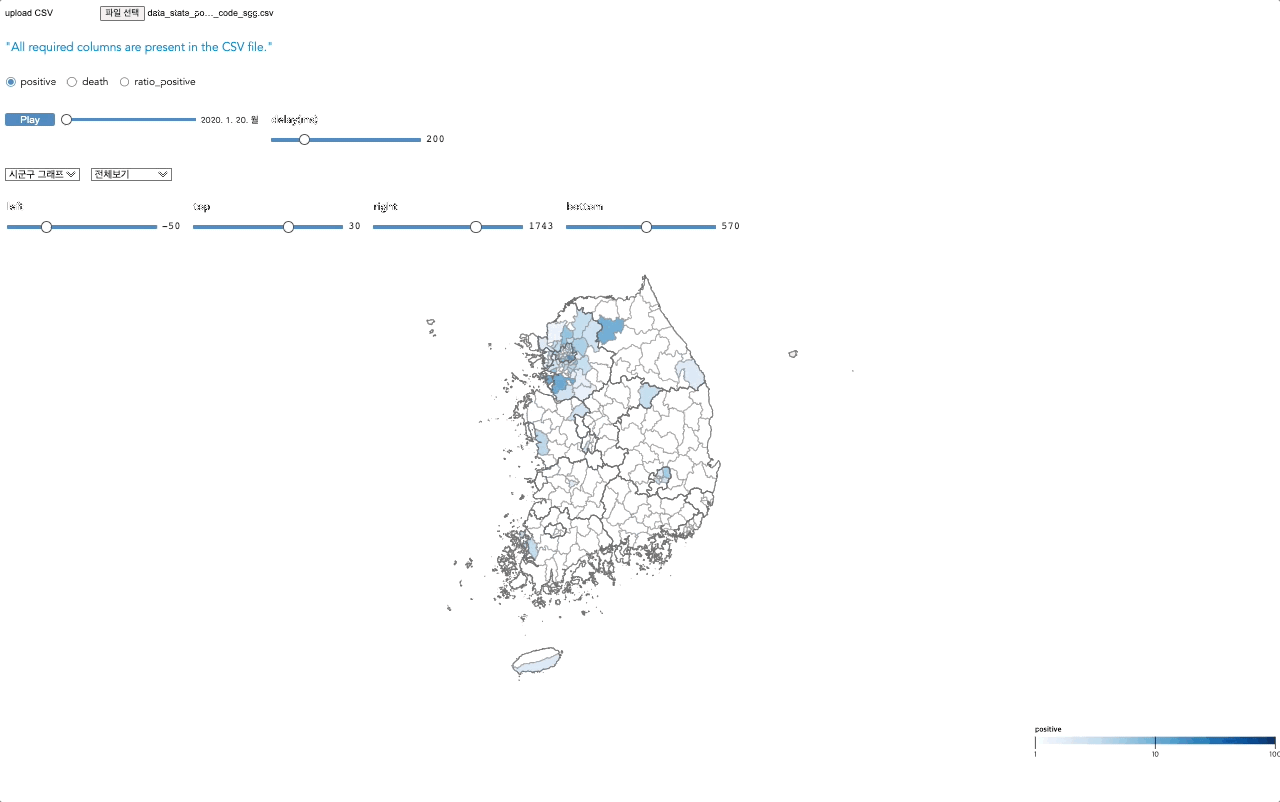 upload CSV 파일 선택 data_state_po..._code_sgg.csv
"All required columns are present in the CSV file."
positive death ratio_positive
Play 2020. 1. 20. 월 delay(ms)
200
시군구 그래프 전체보기
left top right bottom
-50 30 1743 570
positive
1 10 100